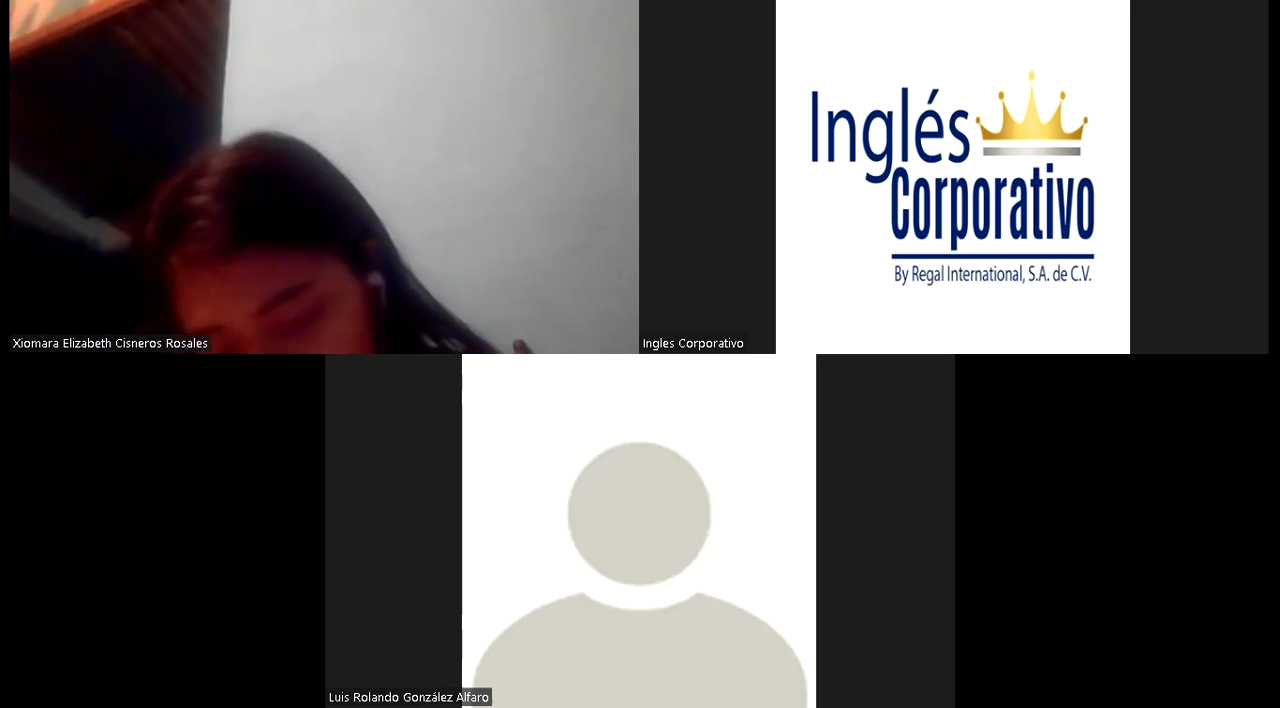 Inglés
Corporativo
By Regal International, S.A. de C.V.
Xiomara Elizabeth Cisneros Rosales
Ingles Corporativo
Luis Rolando González Alfaro